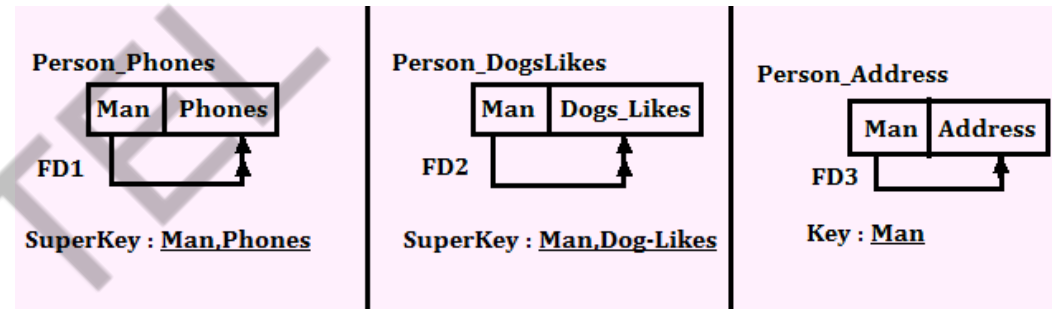 Person_Phones
Man Phones
FD1
SuperKey : Man,Phones
Person_DogsLikes
Man Dogs_Likes
FD2
SuperKey : Man,Dog-Likes
Person_Address
Man Address
FD3
Key : Man
TEL